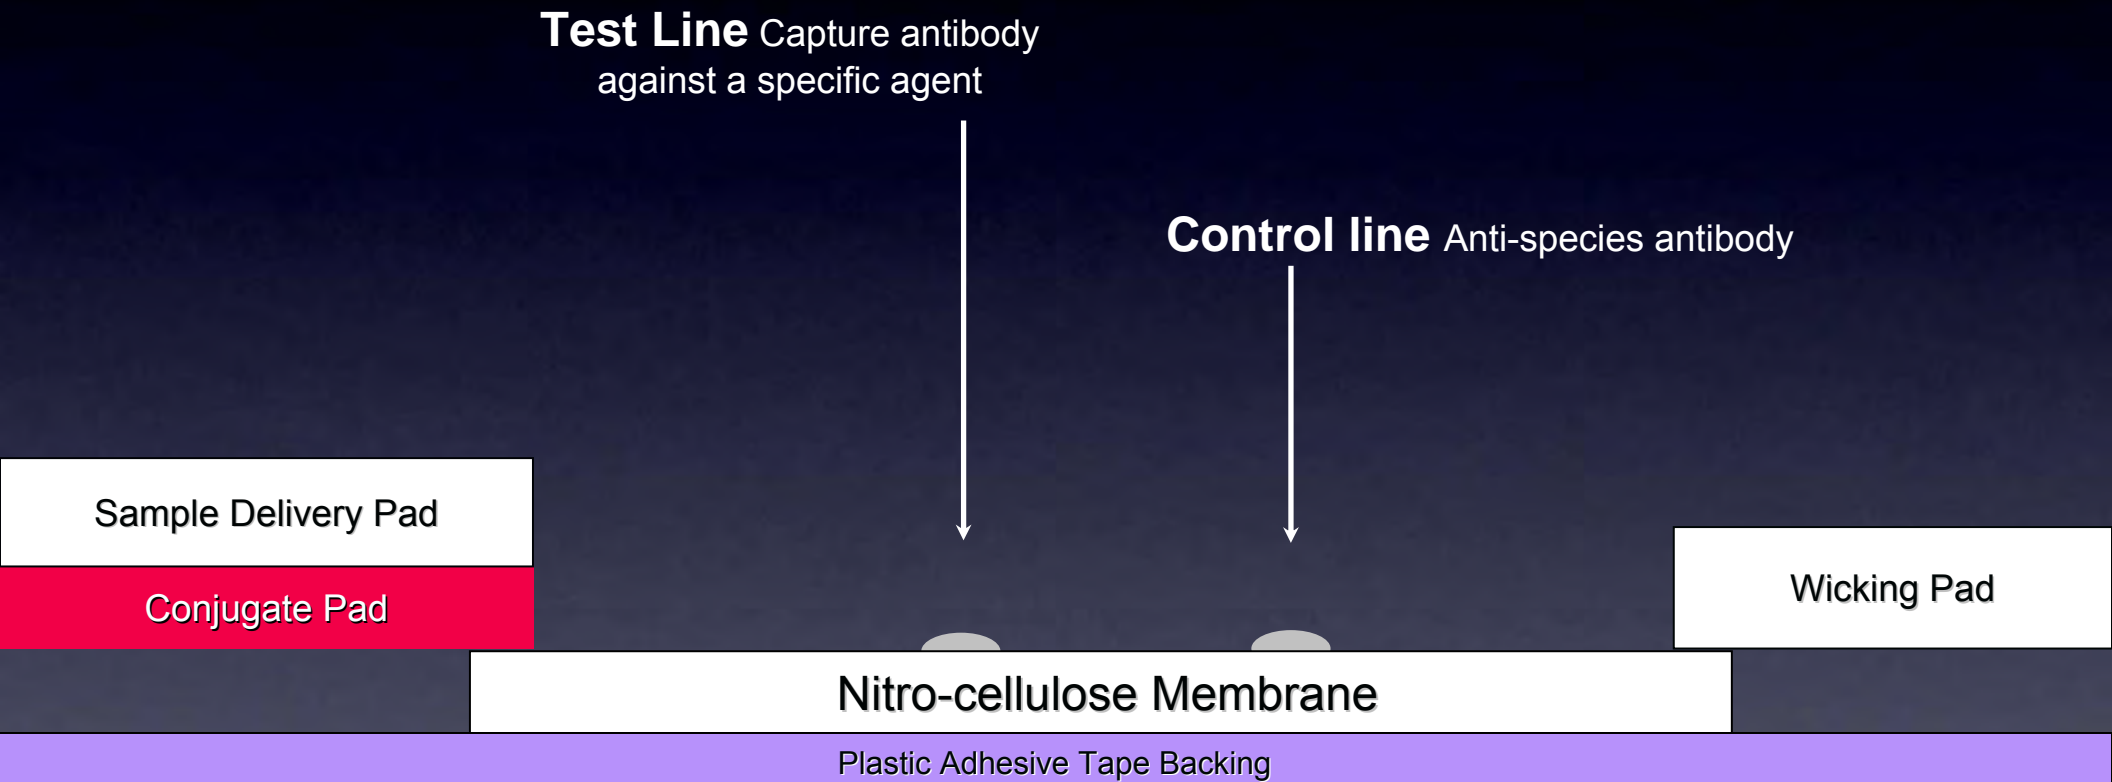 Test Line Capture antibody
against a specific agent
Control line Anti-species antibody
Sample Delivery Pad
Conjugate Pad
Wicking Pad
Nitro-cellulose Membrane
Plastic Adhesive Tape Backing